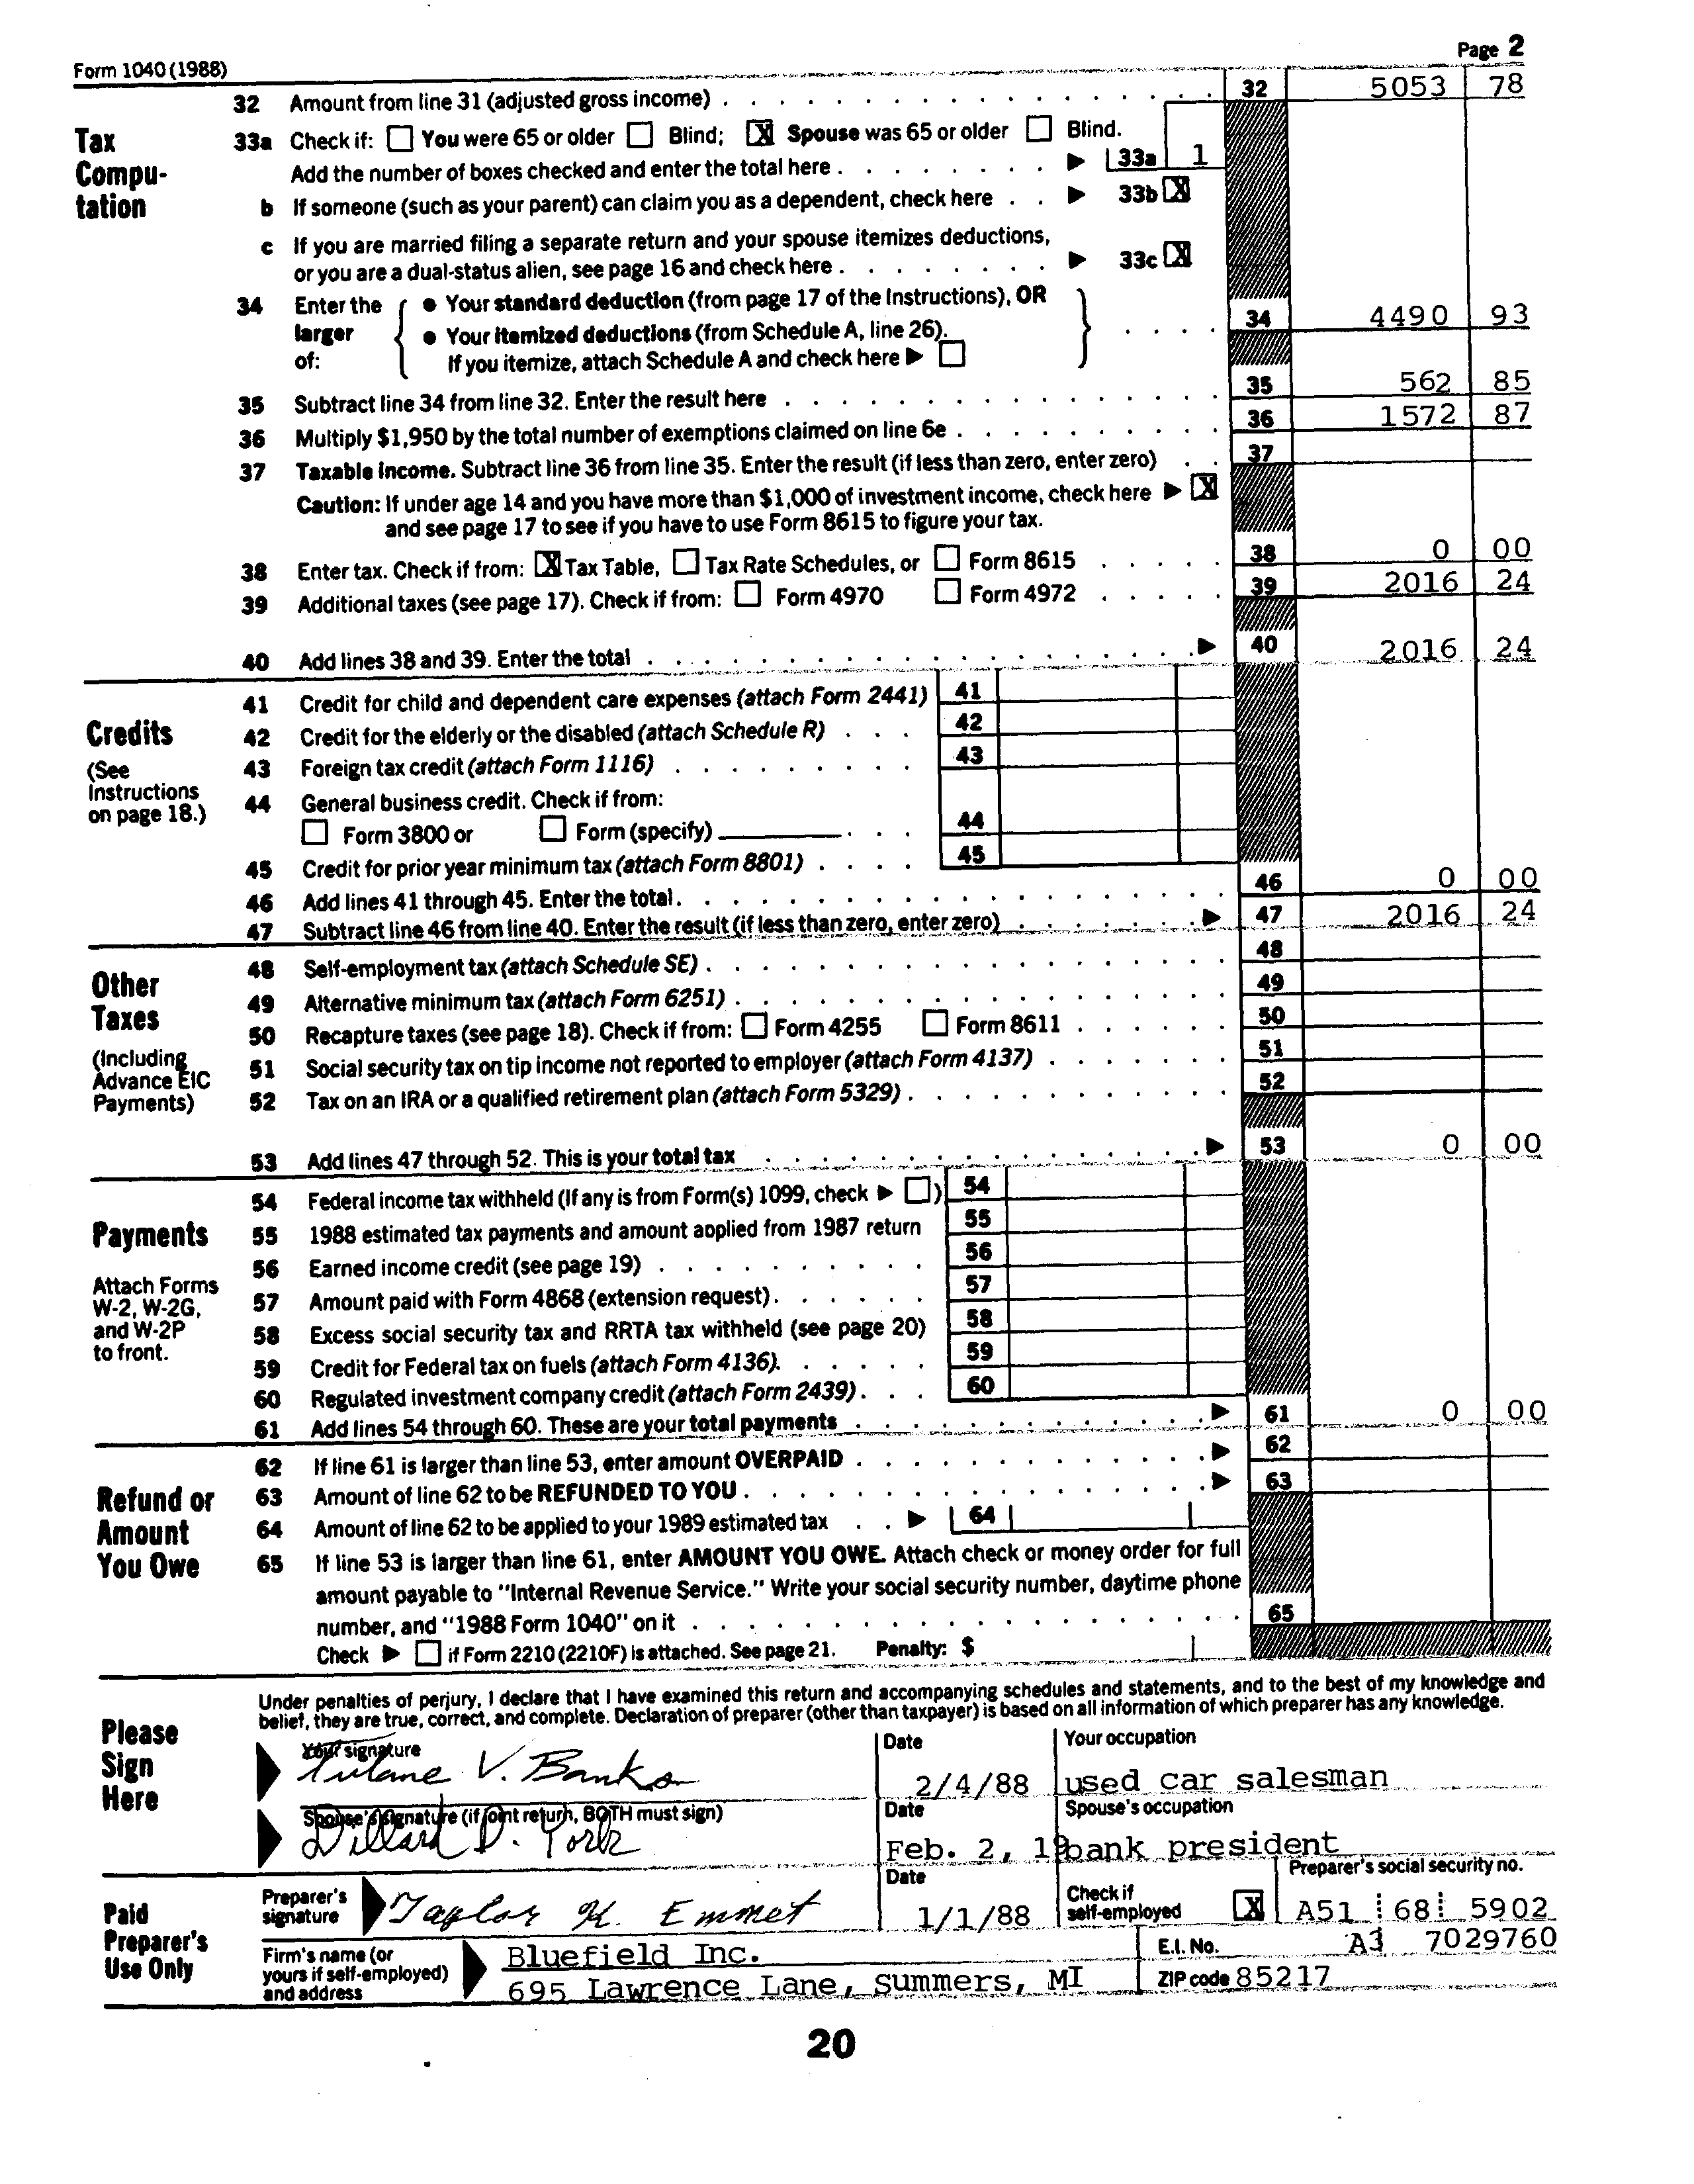 Form 1040 (1988) Page 2
32 Amount from line 31 (adjusted gross income) 32 5053 78
Tax Compu- tation
33a Check if: You were 65 or older Blind; X Spouse was 65 or older Blind.
Add the number of boxes checked and enter the total here 33a 1
b If someone (such as your parent) can claim you as a dependent, check here 33b X
c If you are married filing a separate return and your spouse itemizes deductions,
or you are a dual-status alien, see page 16 and check here 33c X
34 Enter the larger of:
• Your standard deduction (from page 17 of the Instructions), OR
• Your itemized deductions (from Schedule A, line 26). 34 4490 93
If you itemize, attach Schedule A and check here
35 Subtract line 34 from line 32. Enter the result here 35 562 85
36 Multiply $1,950 by the total number of exemptions claimed on line 6e 36 1572 87
37 Taxable Income. Subtract line 36 from line 35. Enter the result (if less than zero, enter zero) 37
Caution: If under age 14 and you have more than $1,000 of investment income, check here X
and see page 17 to see if you have to use Form 8615 to figure your tax.
38 Enter tax. Check if from: X Tax Table, Tax Rate Schedules, or Form 8615 38 0 00
39 Additional taxes (see page 17). Check if from: Form 4970 Form 4972 39 2016 24
40 Add lines 38 and 39. Enter the total 40 2016 24
Credits
(See Instructions on page 18.)
41 Credit for child and dependent care expenses (attach Form 2441) 41
42 Credit for the elderly or the disabled (attach Schedule R) 42
43 Foreign tax credit (attach Form 1116) 43
44 General business credit. Check if from:
Form 3800 or Form (specify) 44
45 Credit for prior year minimum tax (attach Form 8801) 45
46 Add lines 41 through 45. Enter the total 46 0 00
47 Subtract line 46 from line 40. Enter the result (if less than zero, enter zero) 47 2016 24
Other Taxes
(Including Advance EIC Payments)
48 Self-employment tax (attach Schedule SE) 48
49 Alternative minimum tax (attach Form 6251) 49
50 Recapture taxes (see page 18). Check if from: Form 4255 Form 8611 50
51 Social security tax on tip income not reported to employer (attach Form 4137) 51
52 Tax on an IRA or a qualified retirement plan (attach Form 5329) 52
53 Add lines 47 through 52. This is your total tax 53 0 00
Payments
Attach Forms W-2, W-2G, and W-2P to front.
54 Federal income tax withheld (If any is from Form(s) 1099, check ) 54
55 1988 estimated tax payments and amount applied from 1987 return 55
56 Earned income credit (see page 19) 56
57 Amount paid with Form 4868 (extension request) 57
58 Excess social security tax and RRTA tax withheld (see page 20) 58
59 Credit for Federal tax on fuels (attach Form 4136) 59
60 Regulated investment company credit (attach Form 2439) 60
61 Add lines 54 through 60. These are your total payments 61 0 00
Refund or Amount You Owe
62 If line 61 is larger than line 53, enter amount OVERPAID 62
63 Amount of line 62 to be REFUNDED TO YOU 63
64 Amount of line 62 to be applied to your 1989 estimated tax 64
65 If line 53 is larger than line 61, enter AMOUNT YOU OWE. Attach check or money order for full
amount payable to "Internal Revenue Service." Write your social security number, daytime phone
number, and "1988 Form 1040" on it 65
Check if Form 2210 (2210F) is attached. See page 21. Penalty: $
Please Sign Here
Under penalties of perjury, I declare that I have examined this return and accompanying schedules and statements, and to the best of my knowledge and
belief, they are true, correct, and complete. Declaration of preparer (other than taxpayer) is based on all information of which preparer has any knowledge.
Your signature Date Your occupation
Tulane V. Banks 2/4/88 used car salesman
Spouse's signature (if joint return, BOTH must sign) Date Spouse's occupation
Dillard D. York Feb. 2, 19 bank president
Paid Preparer's Use Only
Preparer's signature Taylor K. Emmet Date 1/1/88 Check if self-employed X Preparer's social security no. A51 68 5902
Firm's name (or yours if self-employed) and address Bluefield Inc. E.I. No. A3 7029760
695 Lawrence Lane, summers, MI ZIP code 85217
20